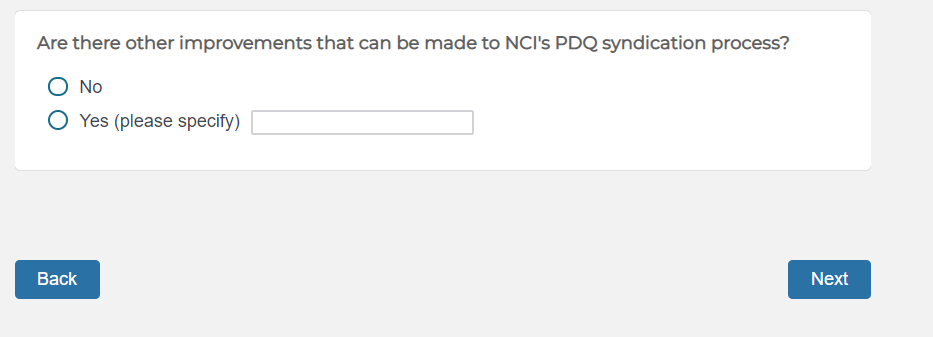 Are there other improvements that can be made to NCI's PDQ syndication process?
No
Yes (please specify)
Back
Next